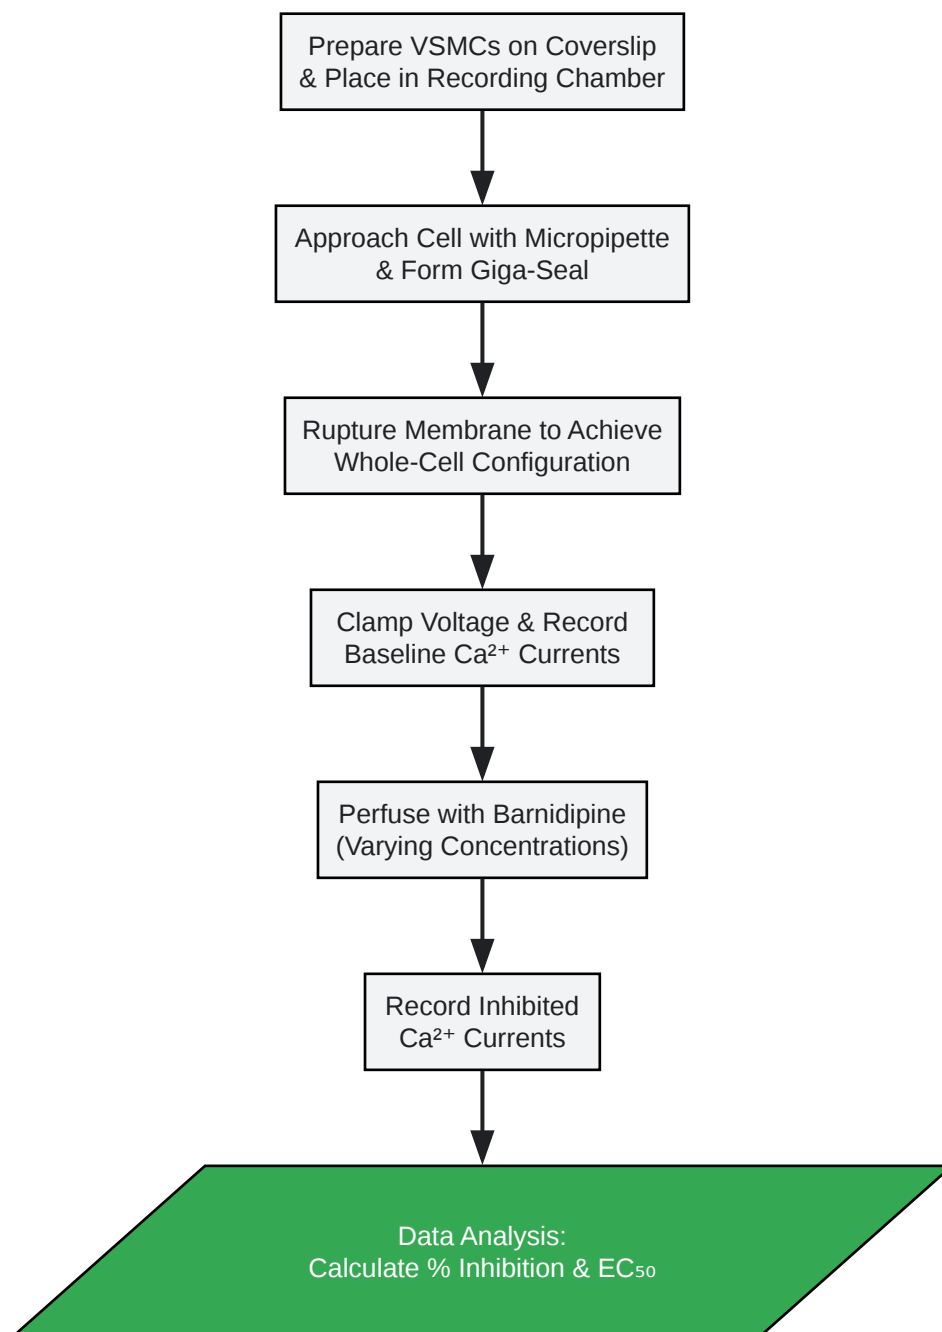 Prepare VSMCs on Coverslip
& Place in Recording Chamber
Approach Cell with Micropipette
& Form Giga-Seal
Rupture Membrane to Achieve
Whole-Cell Configuration
Clamp Voltage & Record
Baseline Ca²⁺ Currents
Perfuse with Barnidipine
(Varying Concentrations)
Record Inhibited
Ca²⁺ Currents
Data Analysis:
Calculate % Inhibition & EC₅₀